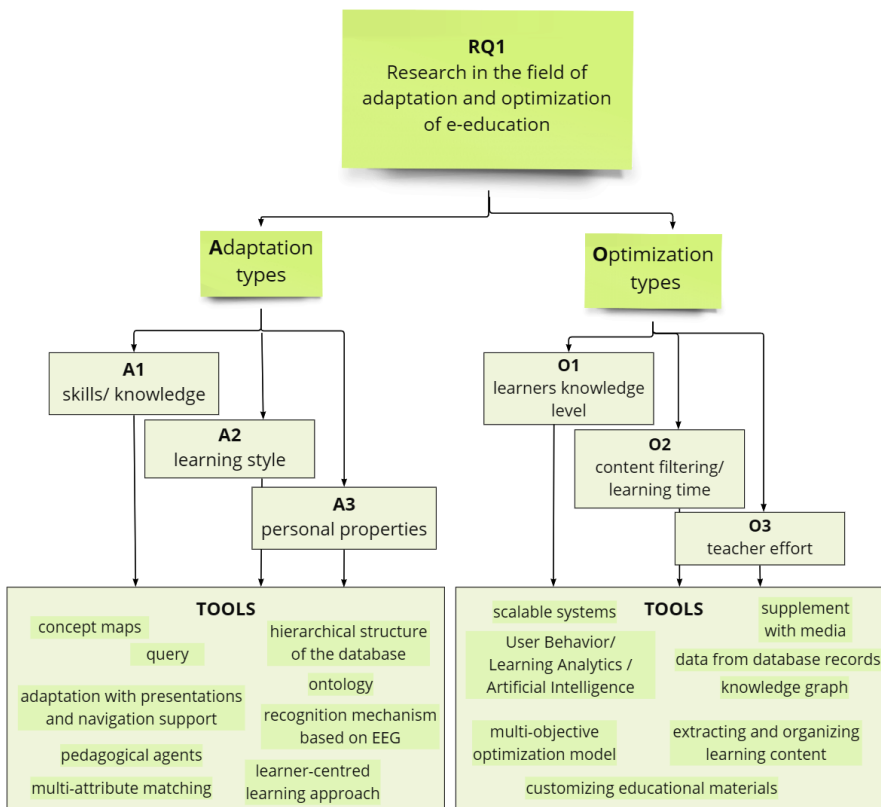 RQ1
Research in the field of
adaptation and optimization
of e-education
Adaptation
types
Optimization
types
A1
skills/ knowledge
A2
learning style
A3
personal properties
O1
learners knowledge
level
O2
content filtering/
learning time
O3
teacher effort
TOOLS
concept maps
query
hierarchical structure
of the database
ontology
adaptation with presentations
and navigation support
recognition mechanism
based on EEG
pedagogical agents
multi-attribute matching
learner-centred
learning approach
TOOLS
scalable systems
supplement
with media
User Behavior/
Learning Analytics /
Artificial Intelligence
data from database records
knowledge graph
multi-objective
optimization model
extracting and organizing
learning content
customizing educational materials